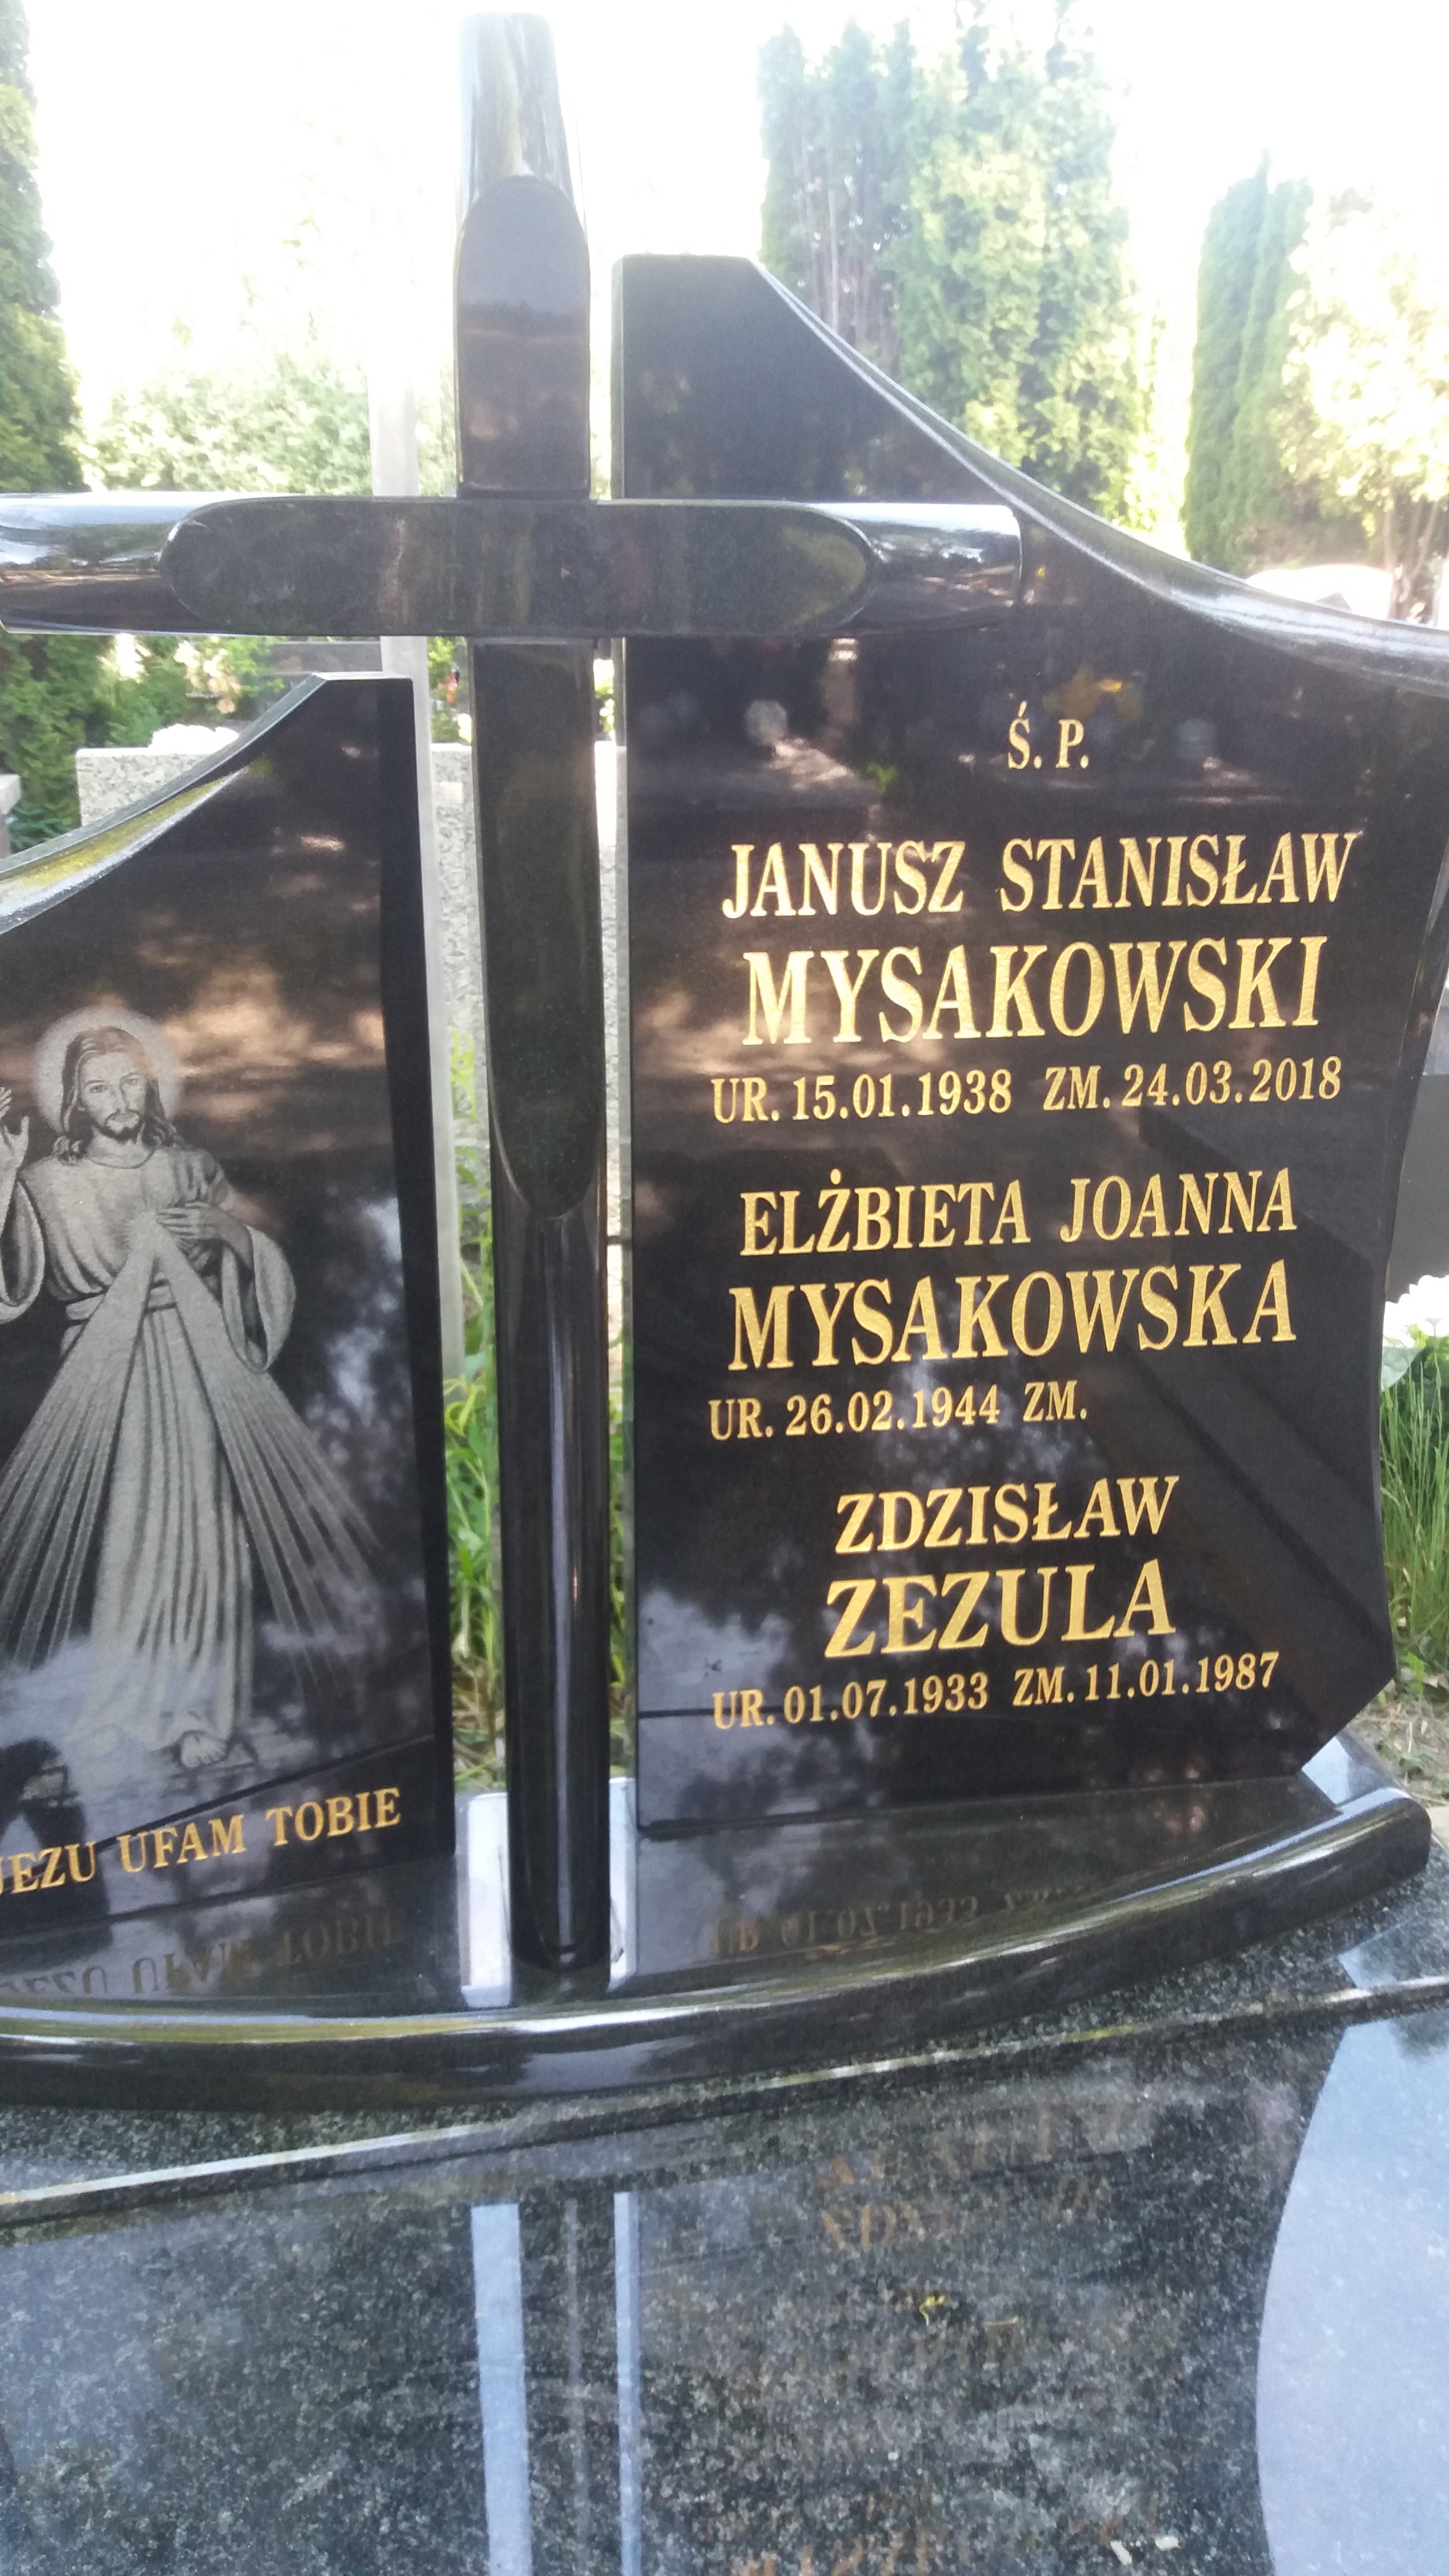 Ś. P.
JANUSZ STANISŁAW
MYSAKOWSKI
UR. 15.01.1938 ZM. 24.03.2018
ELŻBIETA JOANNA
MYSAKOWSKA
UR. 26.02.1944 ZM.
ZDZISŁAW
ZEZULA
UR. 01.07.1933 ZM. 11.01.1987
JEZU UFAM TOBIE